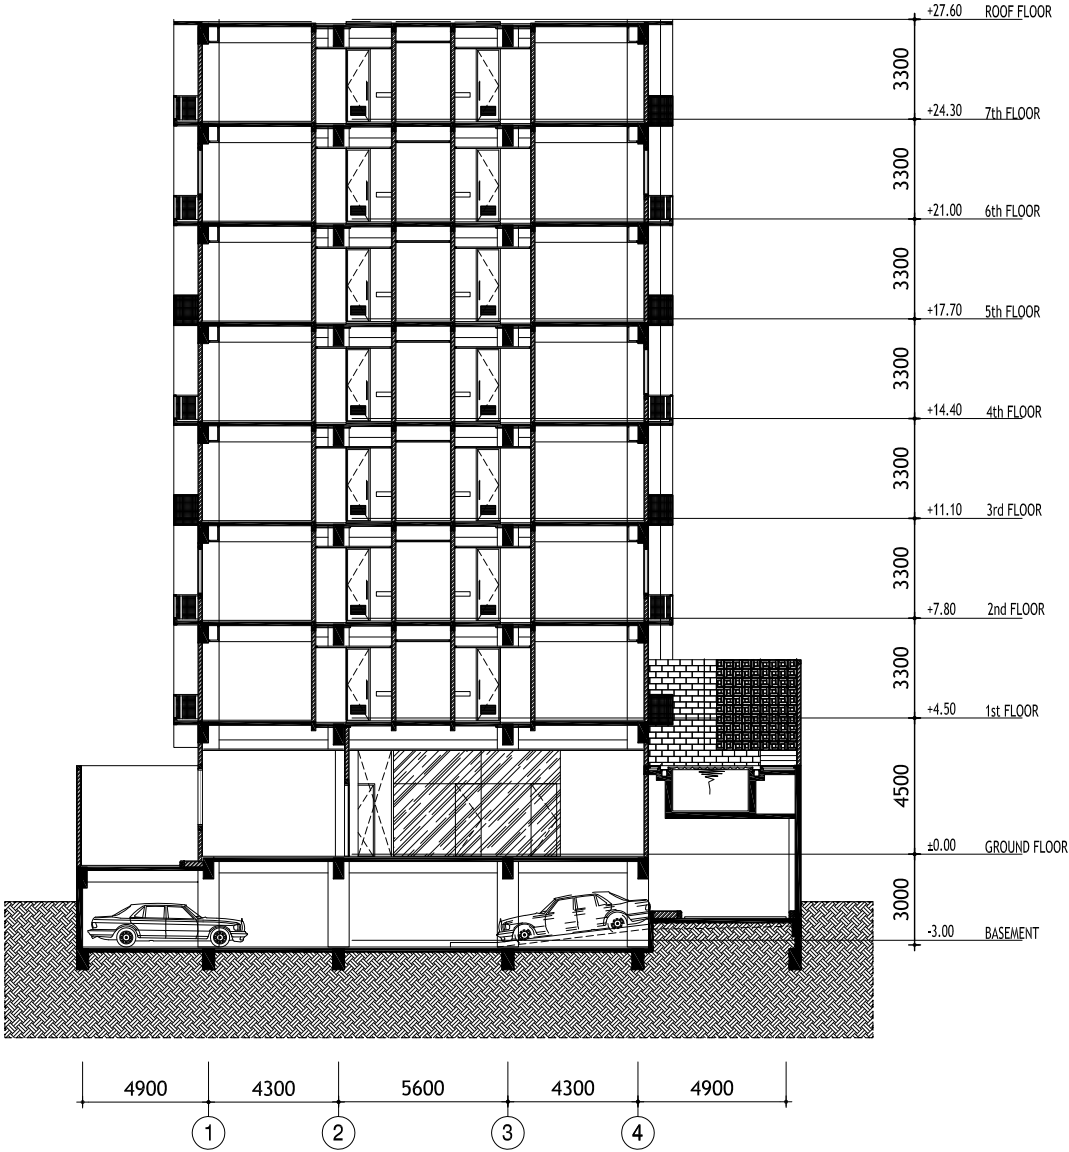 +27.60 ROOF FLOOR
3300
+24.30 7th FLOOR
3300
+21.00 6th FLOOR
3300
+17.70 5th FLOOR
3300
+14.40 4th FLOOR
3300
+11.10 3rd FLOOR
3300
+7.80 2nd FLOOR
3300
+4.50 1st FLOOR
4500
±0.00 GROUND FLOOR
3000
-3.00 BASEMENT
4900 4300 5600 4300 4900
1 2 3 4